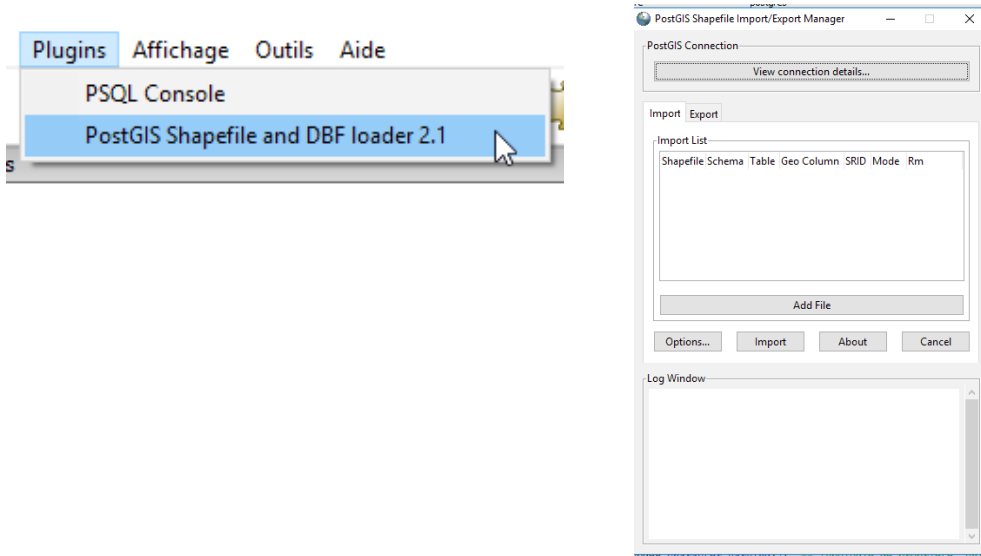 Plugins Affichage Outils Aide
PSQL Console
PostGIS Shapefile and DBF loader 2.1
s
postgres
PostGIS Shapefile Import/Export Manager
PostGIS Connection
View connection details...
Import Export
Import List
Shapefile Schema Table Geo Column SRID Mode Rm
Add File
Options... Import About Cancel
Log Window